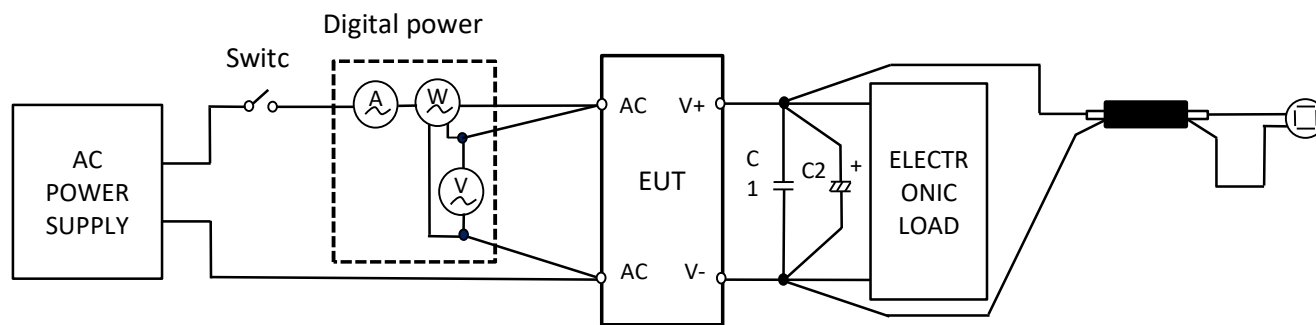 Digital power
Switc
A
W
V
AC
POWER
SUPPLY
AC
V+
EUT
AC
V-
C
1
C2
+
ELECTR
ONIC
LOAD